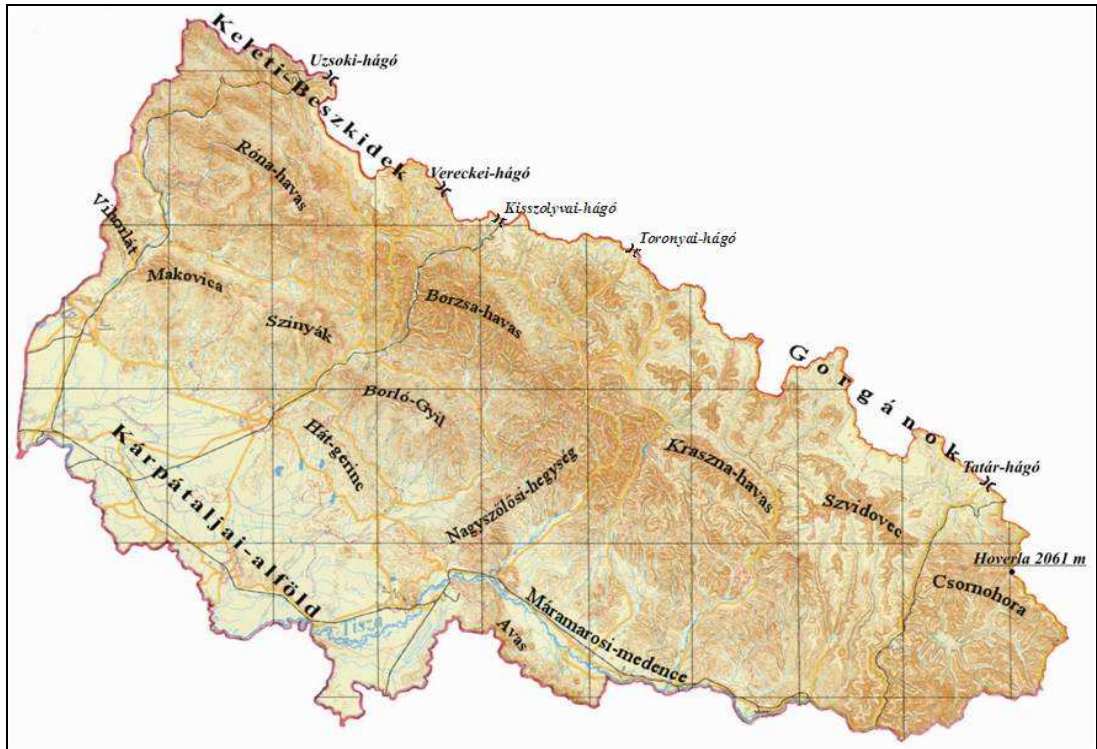 Keleti-Beszkidek
Uzsoki-hágó
Róna-havas
Vereckei-hágó
Kisszolyvai-hágó
Toronyai-hágó
Vihorlát
Makovica
Szinyák
Borzsa-havas
Gorgánok
Borló-Gyil
Hát-gerinc
Kárpátaljai-alföld
Nagyszőlősi-hegység
Kraszna-havas
Szvidovec
Tatár-hágó
Hoverla 2061 m
Csornohora
Tisza
Avas
Máramarosi-medence